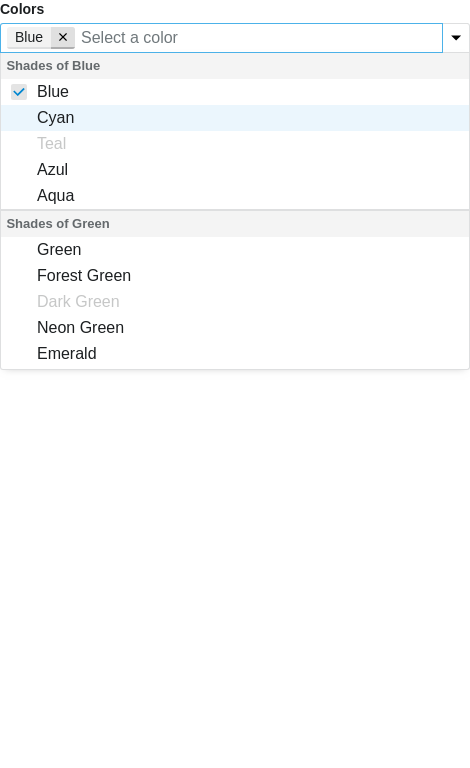 Colors
Blue ✕ Select a color
Shades of Blue
Blue
Cyan
Teal
Azul
Aqua
Shades of Green
Green
Forest Green
Dark Green
Neon Green
Emerald